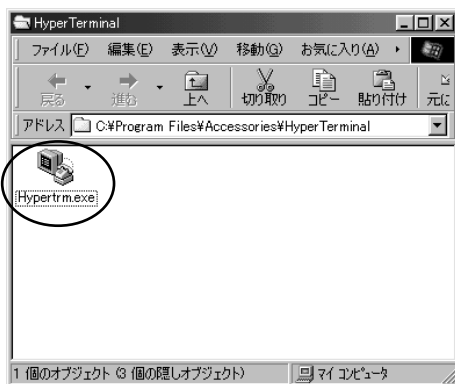 HyperTerminal
ファイル(F) 編集(E) 表示(V) 移動(G) お気に入り(A)
戻る 進む 上へ 切り取り コピー 貼り付け 元に
アドレス C:¥Program Files¥Accessories¥HyperTerminal
Hypertrm.exe
1 個のオブジェクト (3 個の隠しオブジェクト) マイ コンピュータ